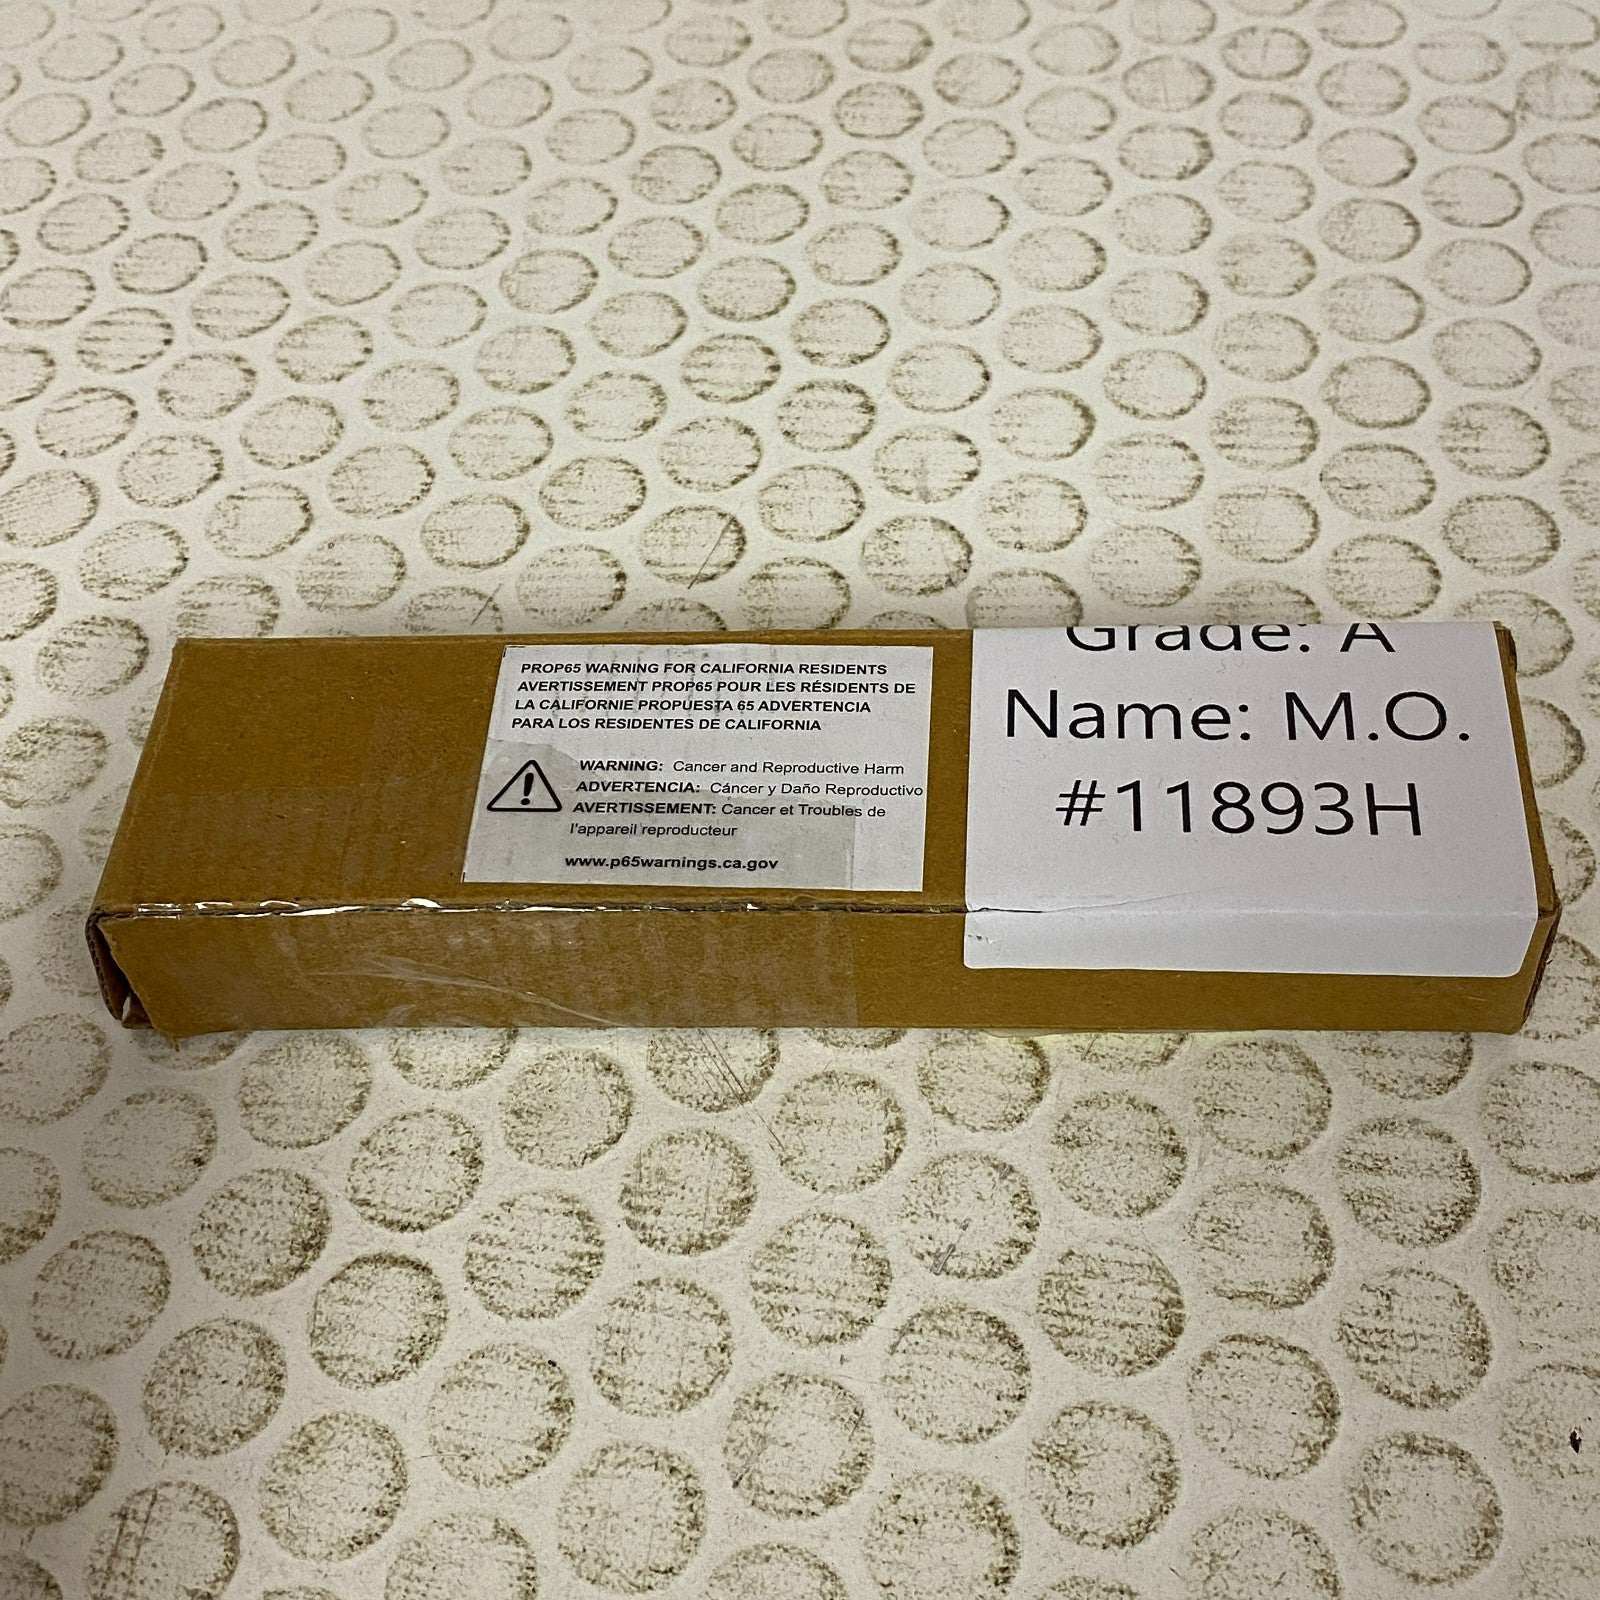 PROP65 WARNING FOR CALIFORNIA RESIDENTS
AVERTISSEMENT PROP65 POUR LES RÉSIDENTS DE
LA CALIFORNIE PROPUESTA 65 ADVERTENCIA
PARA LOS RESIDENTES DE CALIFORNIA
WARNING: Cancer and Reproductive Harm
ADVERTENCIA: Cáncer y Daño Reproductivo
AVERTISSEMENT: Cancer et Troubles de
l'appareil reproducteur
www.p65warnings.ca.gov
Grade: A
Name: M.O.
#11893H